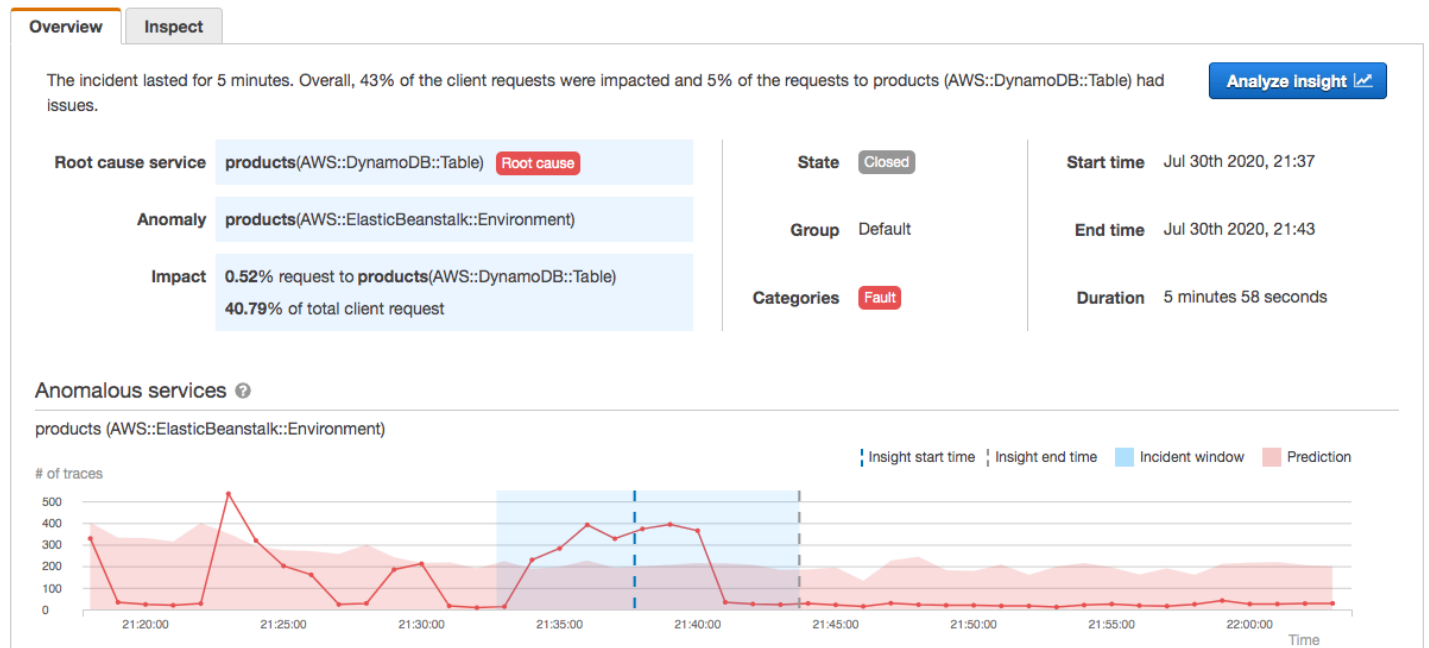 Overview Inspect
The incident lasted for 5 minutes. Overall, 43% of the client requests were impacted and 5% of the requests to products (AWS::DynamoDB::Table) had
issues.
Analyze insight
Root cause service products(AWS::DynamoDB::Table) Root cause
Anomaly products(AWS::ElasticBeanstalk::Environment)
Impact 0.52% request to products(AWS::DynamoDB::Table)
40.79% of total client request
State Closed
Group Default
Categories Fault
Start time Jul 30th 2020, 21:37
End time Jul 30th 2020, 21:43
Duration 5 minutes 58 seconds
Anomalous services ?
products (AWS::ElasticBeanstalk::Environment)
Insight start time Insight end time Incident window Prediction
# of traces
500
400
300
200
100
0
21:20:00 21:25:00 21:30:00 21:35:00 21:40:00 21:45:00 21:50:00 21:55:00 22:00:00
Time